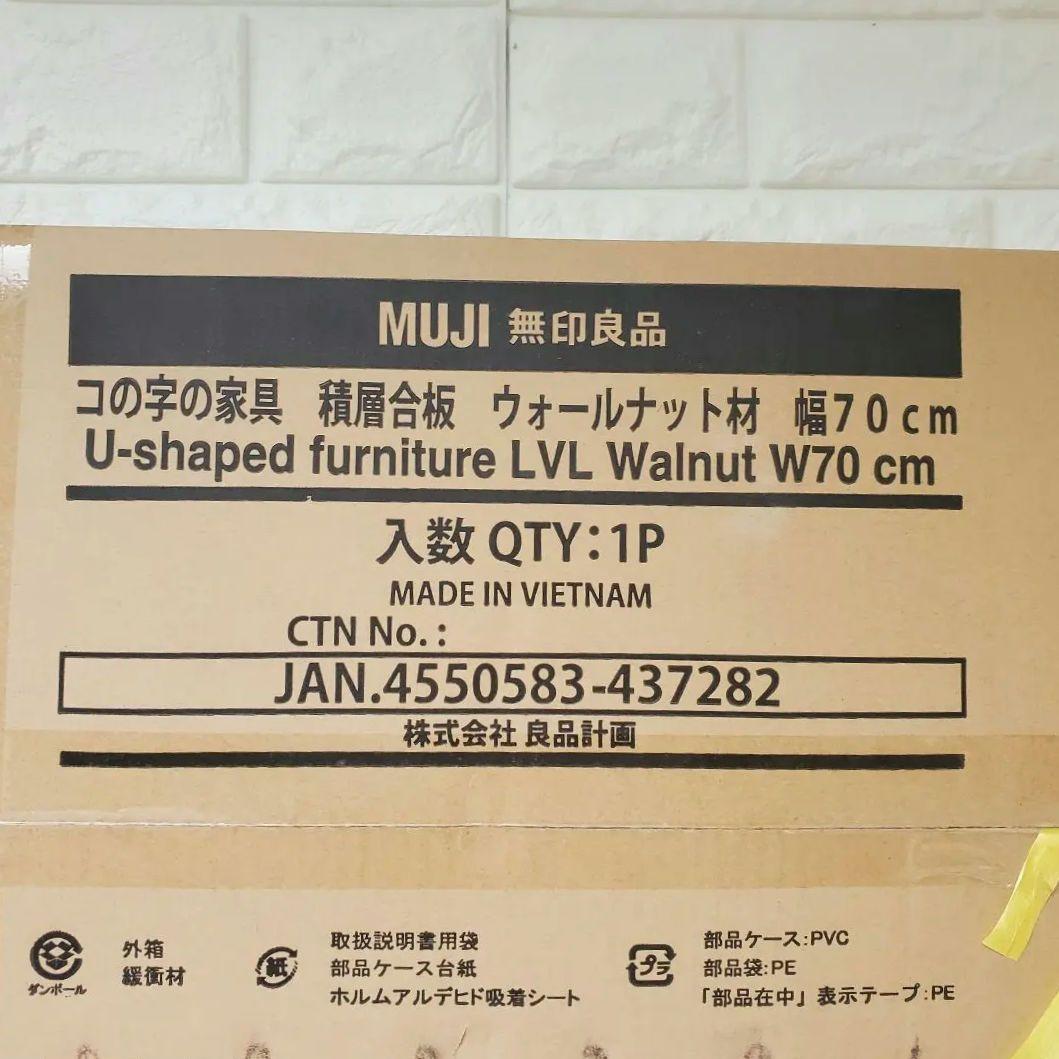 MUJI 無印良品
コの字の家具 積層合板 ウォールナット材 幅70cm
U-shaped furniture LVL Walnut W70 cm
入数 QTY:1P
MADE IN VIETNAM
CTN No. :
JAN.4550583-437282
株式会社 良品計画
ダンボール
外箱
緩衝材
紙
取扱説明書用袋
部品ケース台紙
ホルムアルデヒド吸着シート
プラ
部品ケース:PVC
部品袋:PE
「部品在中」表示テープ:PE